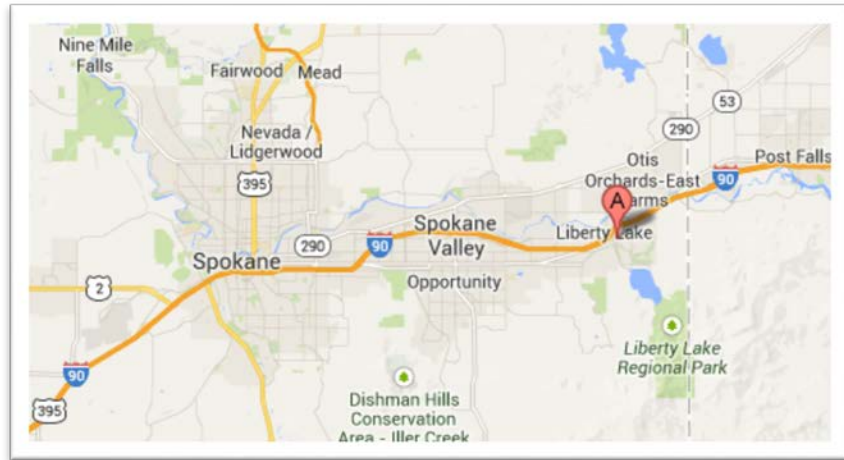 Nine Mile
Falls
Fairwood
Mead
53
Nevada /
Lidgerwood
290
Otis
Orchards-East
Post Falls
395
90
A
arms
Spokane
Valley
Liberty Lake
290
90
Spokane
Opportunity
2
Liberty Lake
Regional Park
90
395
Dishman Hills
Conservation
Area - Iller Creek